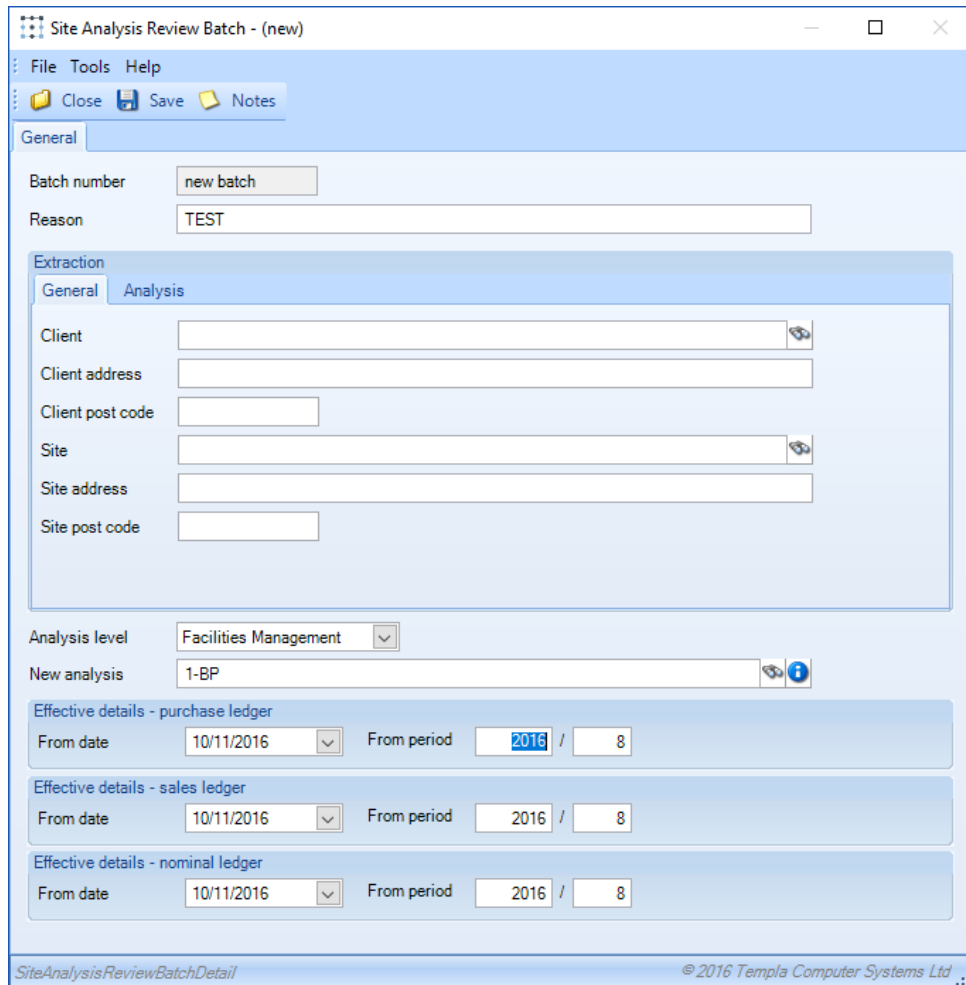 Site Analysis Review Batch - (new)
File Tools Help
Close Save Notes
General
Batch number new batch
Reason TEST
Extraction
General Analysis
Client
Client address
Client post code
Site
Site address
Site post code
Analysis level Facilities Management
New analysis 1-BP
Effective details - purchase ledger
From date 10/11/2016 From period 2016 / 8
Effective details - sales ledger
From date 10/11/2016 From period 2016 / 8
Effective details - nominal ledger
From date 10/11/2016 From period 2016 / 8
SiteAnalysisReviewBatchDetail © 2016 Templa Computer Systems Ltd